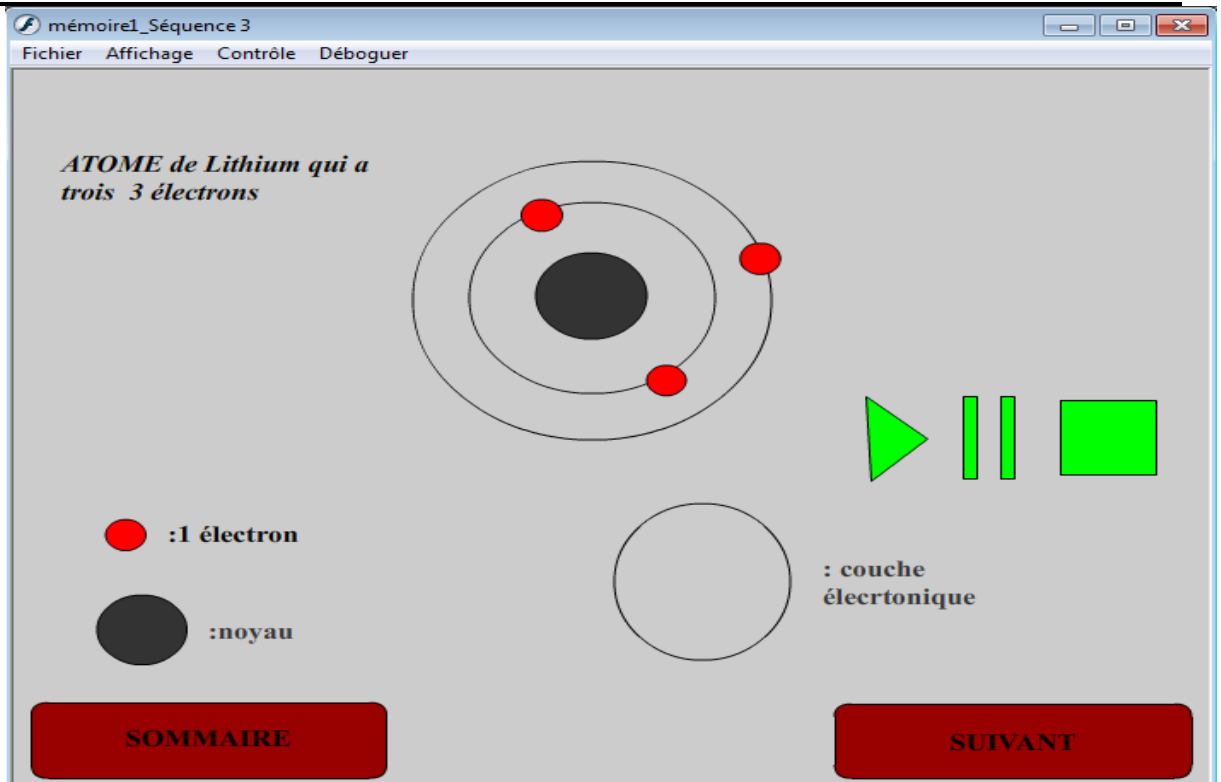 mémoire1_Séquence 3
Fichier Affichage Contrôle Déboguer
ATOME de Lithium qui a
trois 3 électrons
:1 électron
: couche
élecrtonique
:noyau
SOMMAIRE
SUIVANT